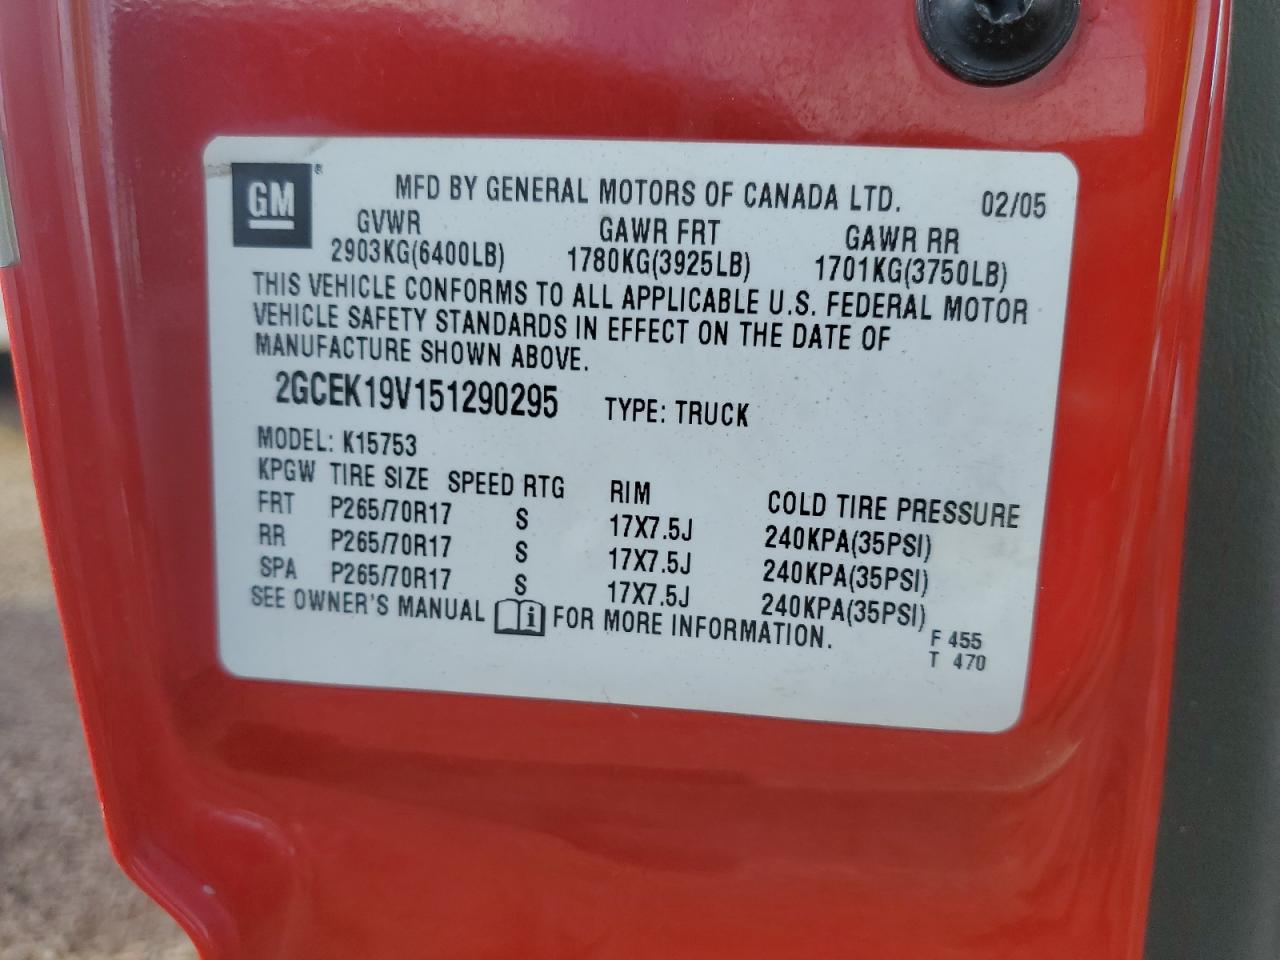 GM® MFD BY GENERAL MOTORS OF CANADA LTD. 02/05
GVWR GAWR FRT GAWR RR
2903KG(6400LB) 1780KG(3925LB) 1701KG(3750LB)
THIS VEHICLE CONFORMS TO ALL APPLICABLE U.S. FEDERAL MOTOR
VEHICLE SAFETY STANDARDS IN EFFECT ON THE DATE OF
MANUFACTURE SHOWN ABOVE.
2GCEK19V151290295 TYPE: TRUCK
MODEL: K15753
KPGW TIRE SIZE SPEED RTG RIM COLD TIRE PRESSURE
FRT P265/70R17 S 17X7.5J 240KPA(35PSI)
RR P265/70R17 S 17X7.5J 240KPA(35PSI)
SPA P265/70R17 S 17X7.5J 240KPA(35PSI)
SEE OWNER'S MANUAL i FOR MORE INFORMATION.
F 455
T 470